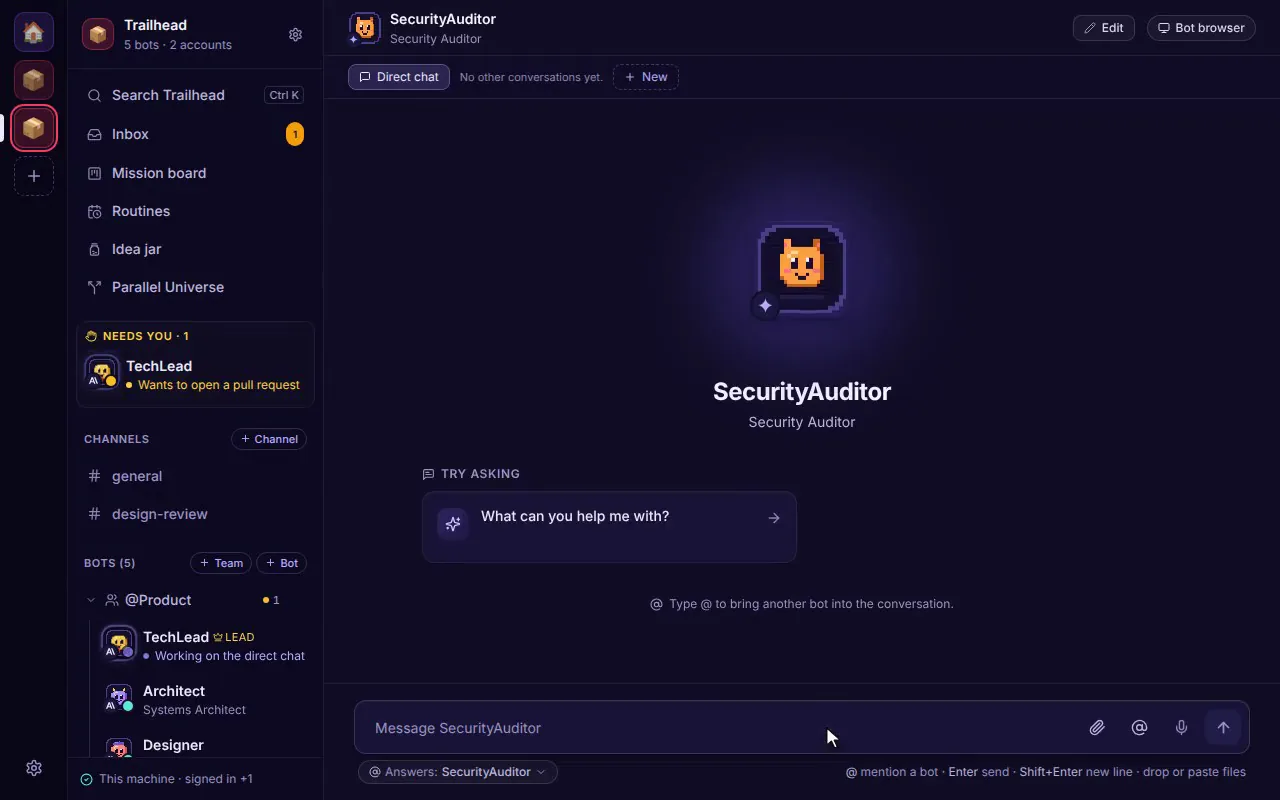 Trailhead
5 bots · 2 accounts
Search Trailhead
Ctrl K
Inbox
1
Mission board
Routines
Idea jar
Parallel Universe
NEEDS YOU · 1
TechLead
Wants to open a pull request
CHANNELS
+ Channel
# general
# design-review
BOTS (5)
+ Team
+ Bot
@Product
1
TechLead
LEAD
Working on the direct chat
Architect
Systems Architect
Designer
This machine · signed in +1
SecurityAuditor
Security Auditor
Edit
Bot browser
Direct chat
No other conversations yet.
+ New
SecurityAuditor
Security Auditor
TRY ASKING
What can you help me with?
@ Type @ to bring another bot into the conversation.
Message SecurityAuditor
@ Answers: SecurityAuditor
@ mention a bot · Enter send · Shift+Enter new line · drop or paste files